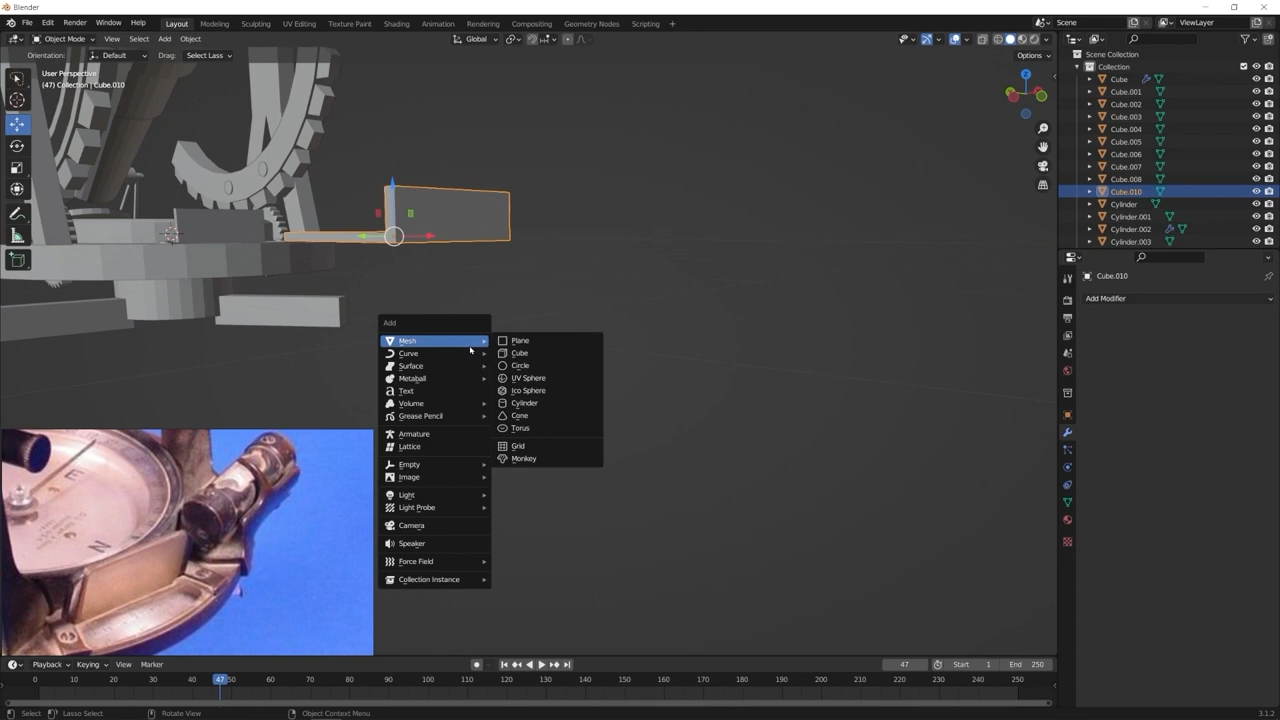 Blender
File Edit Render Window Help Layout Modeling Sculpting UV Editing Texture Paint Shading Animation Rendering Compositing Geometry Nodes Scripting + Scene ViewLayer
Object Mode View Select Add Object Global
Orientation: Default Drag: Select Lass Options
User Perspective
(47) Collection | Cube.010
Z
Scene Collection
Collection
Cube
Cube.001
Cube.002
Cube.003
Cube.004
Cube.005
Cube.006
Cube.007
Cube.008
Cube.010
Cylinder
Cylinder.001
Cylinder.002
Cylinder.003
Cube.010
Add Modifier
Add
Mesh
Curve
Surface
Metaball
Text
Volume
Grease Pencil
Armature
Lattice
Empty
Image
Light
Light Probe
Camera
Speaker
Force Field
Collection Instance
Plane
Cube
Circle
UV Sphere
Ico Sphere
Cylinder
Cone
Torus
Grid
Monkey
E
N
Playback Keying View Marker 47 Start 1 End 250
0 10 20 30 40 47 50 60 70 80 90 100 110 120 130 140 150 160 170 180 190 200 210 220 230 240 250
Select Lasso Select Rotate View Object Context Menu 3.1.2